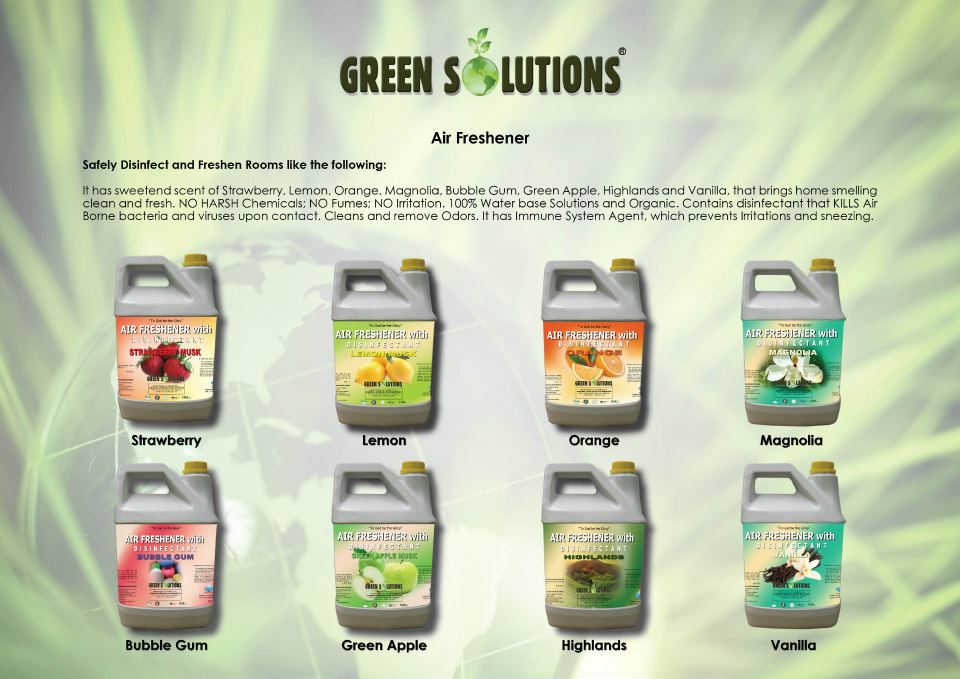 GREEN SOLUTIONS®
Air Freshener
Safely Disinfect and Freshen Rooms like the following:
It has sweetend scent of Strawberry, Lemon, Orange, Magnolia, Bubble Gum, Green Apple, Highlands and Vanilla, that brings home smelling
clean and fresh. NO HARSH Chemicals; NO Fumes; NO Irritation. 100% Water base Solutions and Organic. Contains disinfectant that KILLS Air
Borne bacteria and viruses upon contact. Cleans and remove Odors. It has Immune System Agent, which prevents Irritations and sneezing.
"To God be the Glory"
AIR FRESHENER with
DISINFECTANT
STRAWBERRY MUSK
GREEN SOLUTIONS
Strawberry
"To God be the Glory"
AIR FRESHENER with
DISINFECTANT
LEMON MUSK
GREEN SOLUTIONS
Lemon
"To God be the Glory"
AIR FRESHENER with
DISINFECTANT
ORANGE
GREEN SOLUTIONS
Orange
"To God be the Glory"
AIR FRESHENER with
DISINFECTANT
MAGNOLIA
GREEN SOLUTIONS
Magnolia
"To God be the Glory"
AIR FRESHENER with
DISINFECTANT
BUBBLE GUM
GREEN SOLUTIONS
Bubble Gum
"To God be the Glory"
AIR FRESHENER with
DISINFECTANT
GREEN APPLE MUSK
GREEN SOLUTIONS
Green Apple
"To God be the Glory"
AIR FRESHENER with
DISINFECTANT
HIGHLANDS
GREEN SOLUTIONS
Highlands
"To God be the Glory"
AIR FRESHENER with
DISINFECTANT
VANILLA
GREEN SOLUTIONS
Vanilla